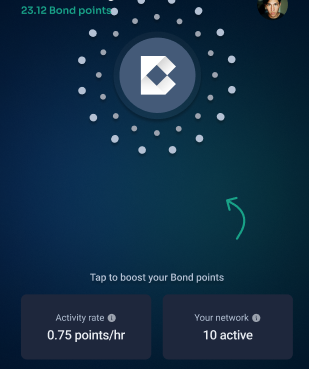 23.12 Bond points
Tap to boost your Bond points
Activity rate
0.75 points/hr
Your network
10 active